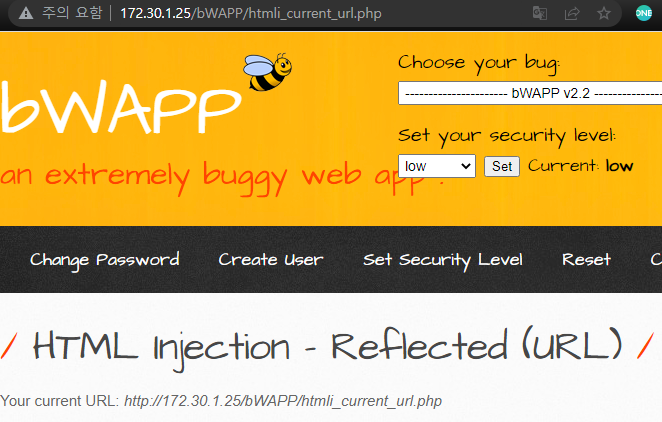 주의 요함 172.30.1.25/bWAPP/htmli_current_url.php ONE
Choose your bug:
bWAPP
---------------------- bWAPP v2.2 ---------------
Set your security level:
an extremely buggy web app !
low Set Current: low
Change Password Create User Set Security Level Reset C
/ HTML Injection - Reflected (URL) /
Your current URL: http://172.30.1.25/bWAPP/htmli_current_url.php